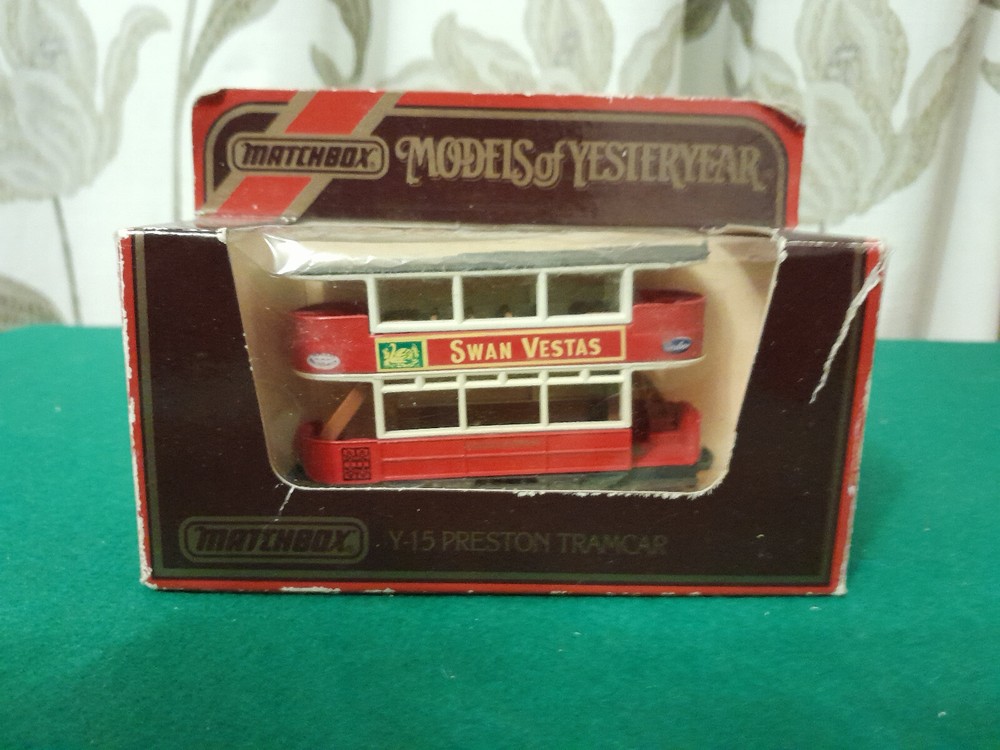 MATCHBOX MODELS of YESTERYEAR
SWAN VESTAS
MATCHBOX Y-15 PRESTON TRAMCAR